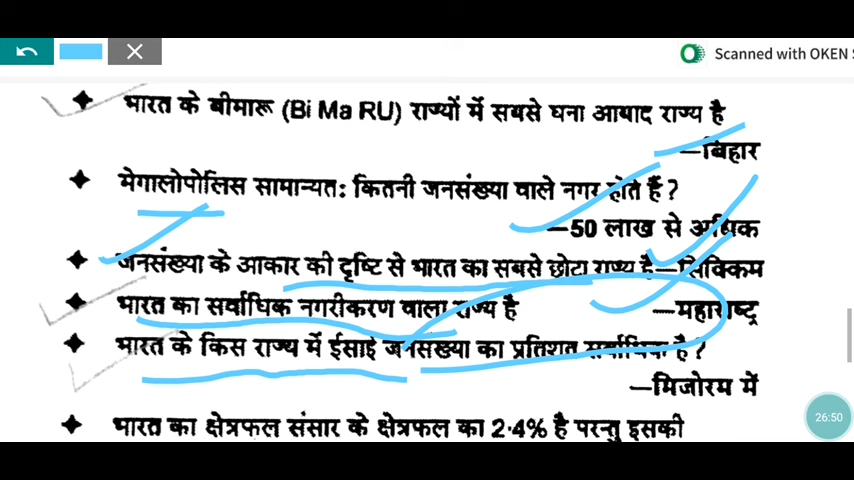 Scanned with OKEN S
भारत के बीमारू (Bi Ma RU) राज्यों में सबसे घना आबाद राज्य है
—बिहार
मेगालोपोलिस सामान्यत: कितनी जनसंख्या वाले नगर होते हैं ?
—50 लाख से अधिक
जनसंख्या के आकार की दृष्टि से भारत का सबसे छोटा राज्य है—सिक्किम
भारत का सर्वाधिक नगरीकरण वाला राज्य है —महाराष्ट्र
भारत के किस राज्य में ईसाई जनसंख्या का प्रतिशत सर्वाधिक है ?
—मिजोरम में
भारत का क्षेत्रफल संसार के क्षेत्रफल का 2·4% है परन्तु इसकी
26:50